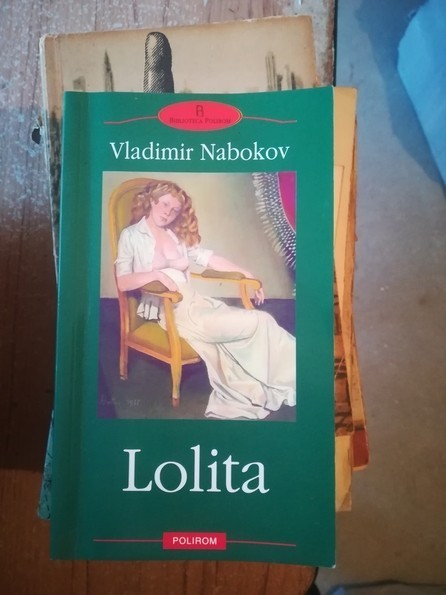 B
BIBLIOTECA POLIROM
Vladimir Nabokov
Lolita
POLIROM